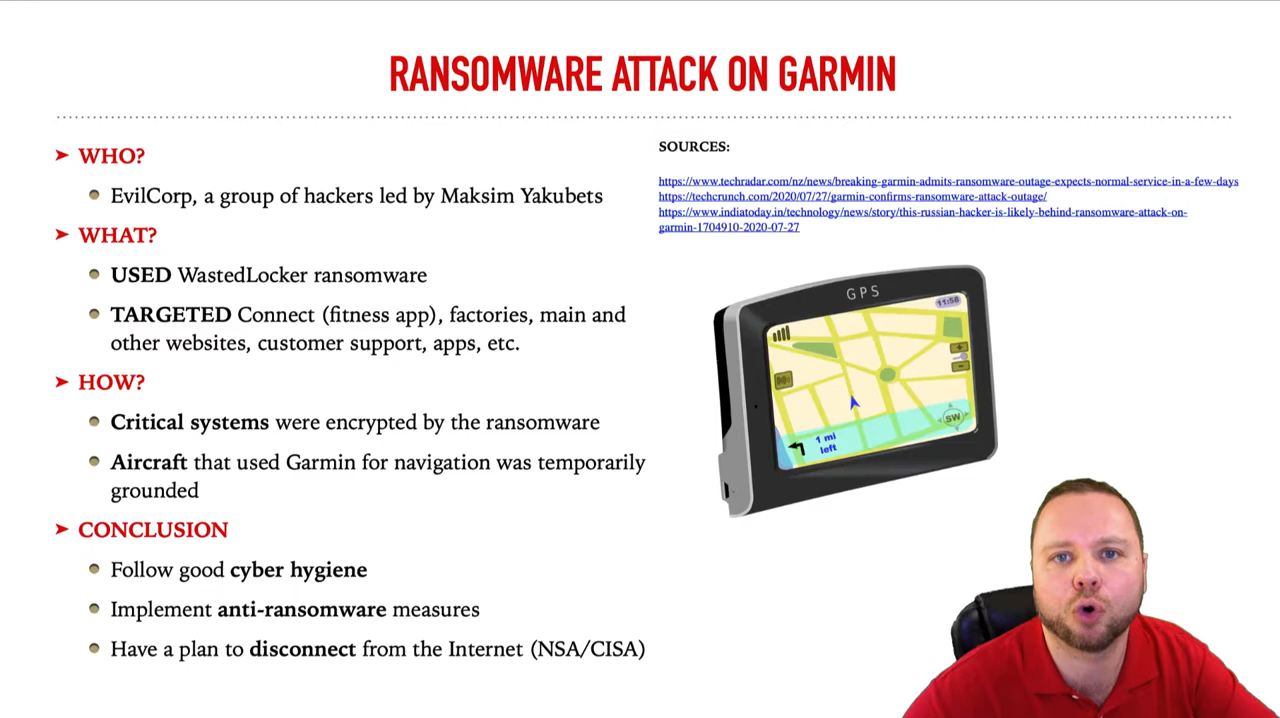 RANSOMWARE ATTACK ON GARMIN
WHO?
EvilCorp, a group of hackers led by Maksim Yakubets
WHAT?
USED WastedLocker ransomware
TARGETED Connect (fitness app), factories, main and
other websites, customer support, apps, etc.
HOW?
Critical systems were encrypted by the ransomware
Aircraft that used Garmin for navigation was temporarily
grounded
CONCLUSION
Follow good cyber hygiene
Implement anti-ransomware measures
Have a plan to disconnect from the Internet (NSA/CISA)
SOURCES:
https://www.techradar.com/nz/news/breaking-garmin-admits-ransomware-outage-expects-normal-service-in-a-few-days
https://techcrunch.com/2020/07/27/garmin-confirms-ransomware-attack-outage/
https://www.indiatoday.in/technology/news/story/this-russian-hacker-is-likely-behind-ransomware-attack-on-
garmin-1704910-2020-07-27
GPS
11:58
SW
1 mi
left